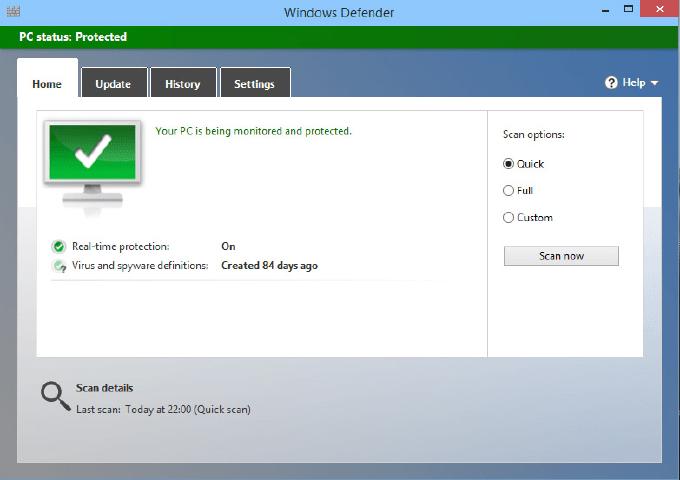 Windows Defender
PC status: Protected
Home Update History Settings Help
Your PC is being monitored and protected.
Scan options:
Quick
Full
Custom
Scan now
Real-time protection: On
Virus and spyware definitions: Created 84 days ago
Scan details
Last scan: Today at 22:00 (Quick scan)